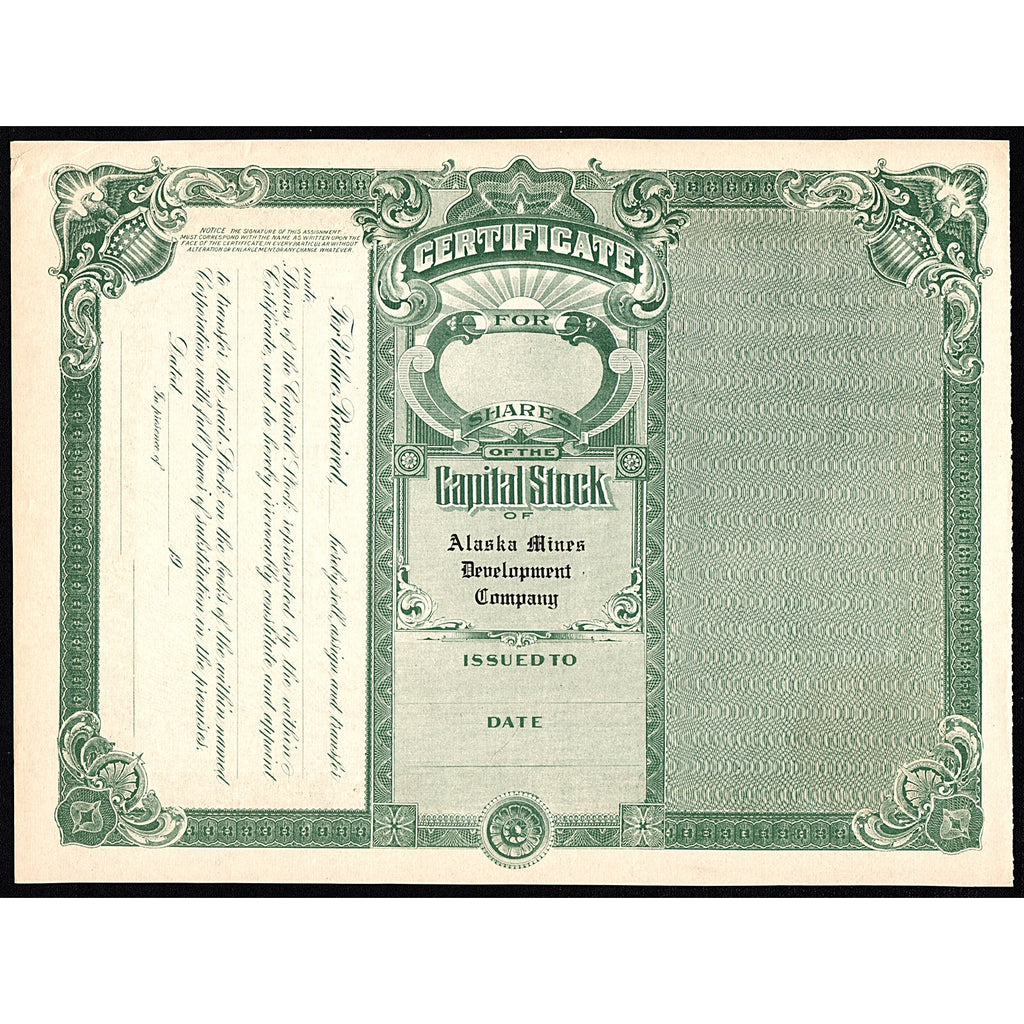 NOTICE THE SIGNATURE OF THIS ASSIGNMENT
MUST CORRESPOND WITH THE NAME AS WRITTEN UPON THE
FACE OF THE CERTIFICATE, IN EVERY PARTICULAR WITHOUT
ALTERATION OR ENLARGEMENT, OR ANY CHANGE WHATEVER.
For Value Received, hereby sell, assign and transfer
unto
Shares of the Capital Stock represented by the within
Certificate, and do hereby irrevocably constitute and appoint
to transfer the said Stock on the books of the within named
Corporation with full power of substitution in the premises.
Dated 19
In presence of
CERTIFICATE
FOR
SHARES
OF THE
Capital Stock
OF
Alaska Mines
Development
Company
ISSUED TO
DATE